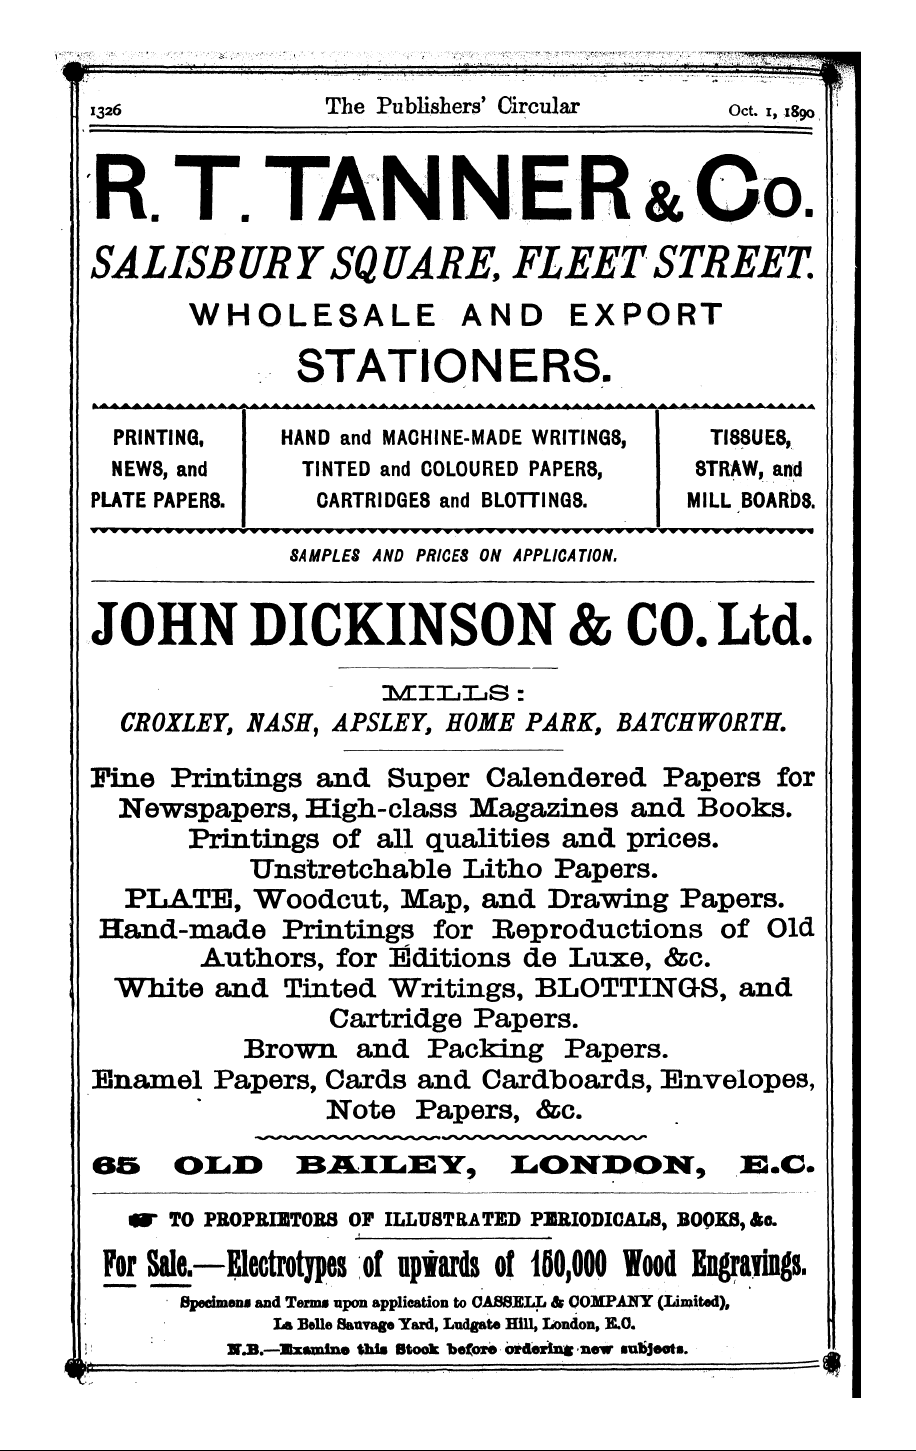 1326 The Publishers' Circular Oct. 1, 1890
R. T. TANNER & Co.
SALISBURY SQUARE, FLEET STREET.
WHOLESALE AND EXPORT
STATIONERS.
PRINTING,
NEWS, and
PLATE PAPERS.
HAND and MACHINE-MADE WRITINGS,
TINTED and COLOURED PAPERS,
CARTRIDGES and BLOTTINGS.
TISSUES,
STRAW, and
MILL BOARDS.
SAMPLES AND PRICES ON APPLICATION.
JOHN DICKINSON & CO. Ltd.
MILLS:
CROXLEY, NASH, APSLEY, HOME PARK, BATCHWORTH.
Fine Printings and Super Calendered Papers for
Newspapers, High-class Magazines and Books.
Printings of all qualities and prices.
Unstretchable Litho Papers.
PLATE, Woodcut, Map, and Drawing Papers.
Hand-made Printings for Reproductions of Old
Authors, for Editions de Luxe, &c.
White and Tinted Writings, BLOTTINGS, and
Cartridge Papers.
Brown and Packing Papers.
Enamel Papers, Cards and Cardboards, Envelopes,
Note Papers, &c.
65 OLD BAILEY, LONDON, E.C.
☛ TO PROPRIETORS OF ILLUSTRATED PERIODICALS, BOOKS, &c.
For Sale.—Electrotypes of upwards of 150,000 Wood Engravings.
Specimens and Terms upon application to CASSELL & COMPANY (Limited),
La Belle Sauvage Yard, Ludgate Hill, London, E.C.
N.B.—Examine this Stock before ordering new subjects.